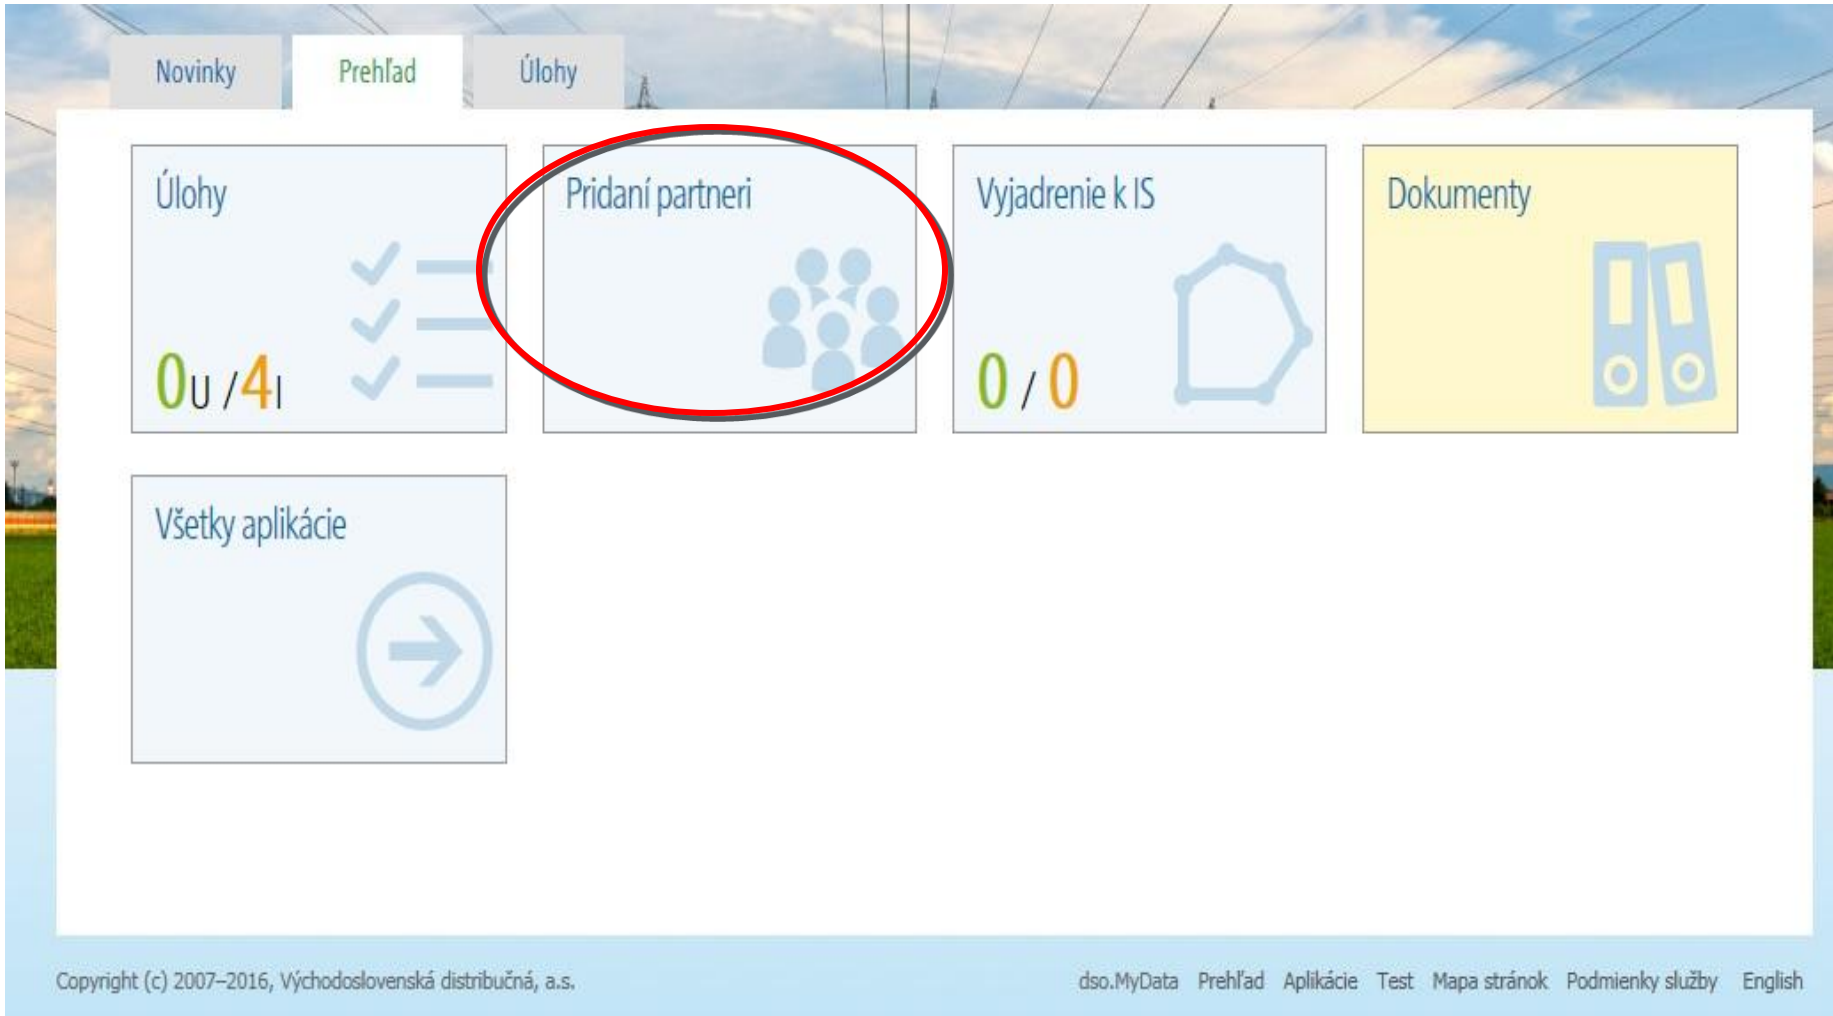 Novinky Prehľad Úlohy
Úlohy
0U /4I
Pridaní partneri
Vyjadrenie k IS
0 / 0
Dokumenty
Všetky aplikácie
Copyright (c) 2007–2016, Východoslovenská distribučná, a.s.
dso.MyData Prehľad Aplikácie Test Mapa stránok Podmienky služby English